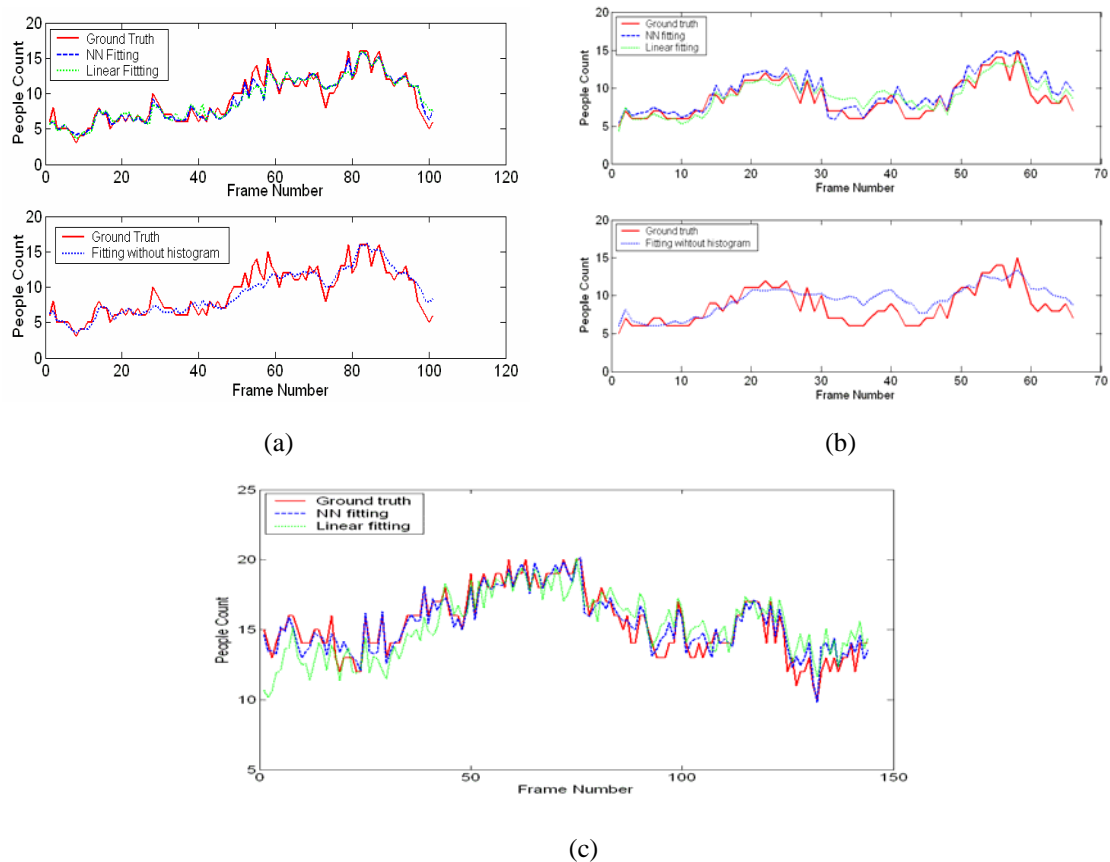 20
15
10
5
0
People Count
Ground Truth
NN Fitting
Linear Fittting
0 20 40 60 80 100 120
Frame Number
20
15
10
5
0
People Count
Ground Truth
Fitting without histogram
0 20 40 60 80 100 120
Frame Number
(a)
20
15
10
5
0
People Count
Ground truth
NN fitting
Linear fitting
0 10 20 30 40 50 60 70
Frame Number
20
15
10
5
0
People Count
Ground truth
Fitting without histogram
0 10 20 30 40 50 60 70
Frame Number
(b)
25
20
15
10
5
People Count
Ground truth
NN fitting
Linear fitting
0 50 100 150
Frame Number
(c)